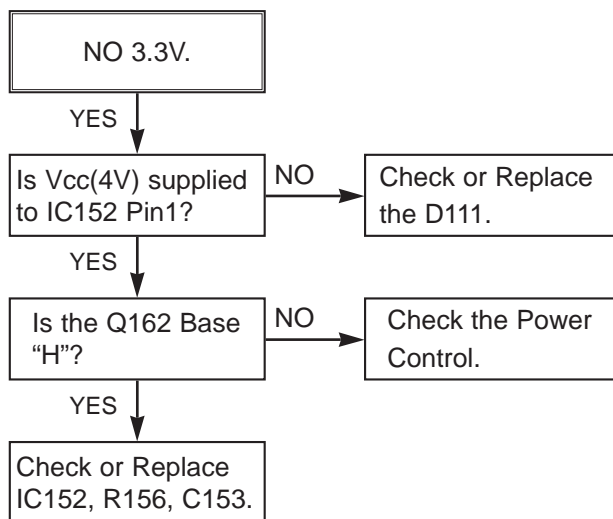 NO 3.3V.
YES
Is Vcc(4V) supplied
to IC152 Pin1?
NO
Check or Replace
the D111.
YES
Is the Q162 Base
“H”?
NO
Check the Power
Control.
YES
Check or Replace
IC152, R156, C153.